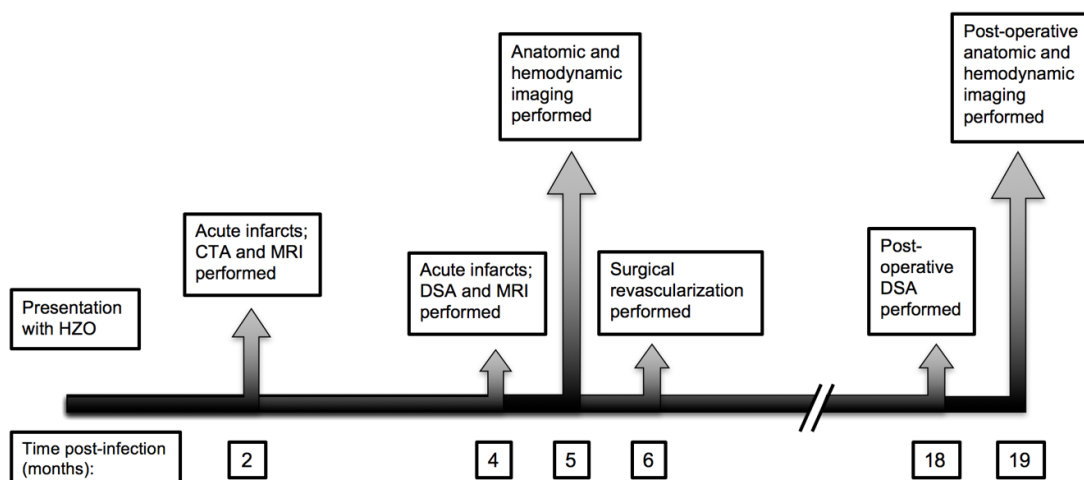 Anatomic and
hemodynamic
imaging
performed
Post-operative
anatomic and
hemodynamic
imaging
performed
Acute infarcts;
CTA and MRI
performed
Acute infarcts;
DSA and MRI
performed
Surgical
revascularization
performed
Post-
operative
DSA
performed
Presentation
with HZO
Time post-infection
(months):
2
4
5
6
18
19